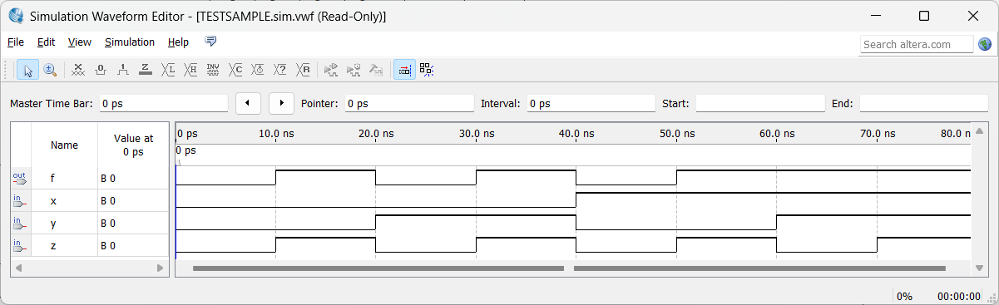 Simulation Waveform Editor - [TESTSAMPLE.sim.vwf (Read-Only)]
File Edit View Simulation Help
Search altera.com
0 1 Z L H INV C ? R
Master Time Bar: 0 ps Pointer: 0 ps Interval: 0 ps Start: End:
Name
Value at
0 ps
0 ps 10.0 ns 20.0 ns 30.0 ns 40.0 ns 50.0 ns 60.0 ns 70.0 ns 80.0 n
0 ps
out f B 0
in x B 0
in y B 0
in z B 0
0% 00:00:00